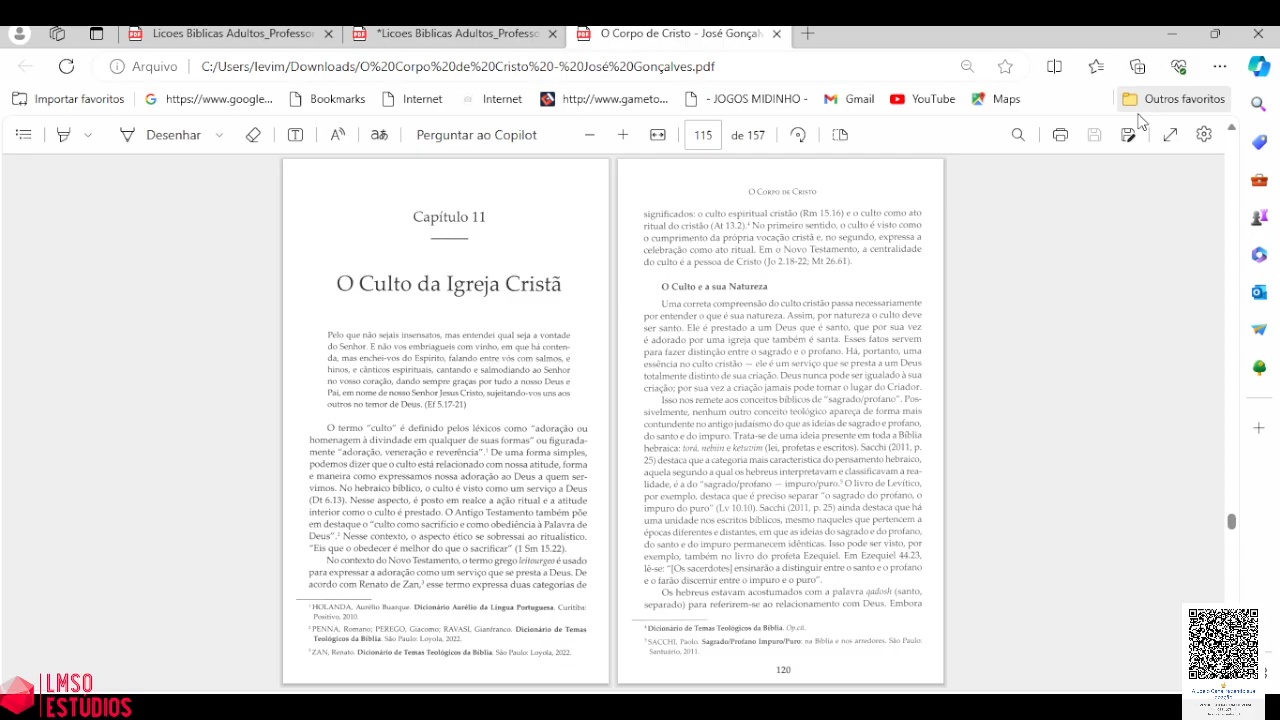 Licoes Biblicas Adultos_Professor
*Licoes Biblicas Adultos_Profess
O Corpo de Cristo - José Gonçal
Arquivo
C:/Users/levim/Downloads/O%20Corpo%20de%20Cristo%20-%20José%20Gonçalves.pdf
Importar favoritos
https://www.google...
Bookmarks
Internet
Internet
http://www.gameto...
- JOGOS MIDINHO -
Gmail
YouTube
Maps
Outros favoritos
Desenhar
Perguntar ao Copilot
115
de 157
Capítulo 11
O Culto da Igreja Cristã
Pelo que não sejais insensatos, mas entendei qual seja a vontade
do Senhor. E não vos embriagueis com vinho, em que há conten-
da, mas enchei-vos do Espírito, falando entre vós com salmos, e
hinos, e cânticos espirituais, cantando e salmodiando ao Senhor
no vosso coração, dando sempre graças por tudo a nosso Deus e
Pai, em nome de nosso Senhor Jesus Cristo, sujeitando-vos uns aos
outros no temor de Deus. (Ef 5.17-21)
O termo “culto” é definido pelos léxicos como “adoração ou
homenagem à divindade em qualquer de suas formas” ou figurada-
mente “adoração, veneração e reverência”.¹ De uma forma simples,
podemos dizer que o culto está relacionado com nossa atitude, forma
e maneira como expressamos nossa adoração ao Deus a quem ser-
vimos. No hebraico bíblico, o culto é visto como um serviço a Deus
(Dt 6.13). Nesse aspecto, é posto em realce a ação ritual e a atitude
interior como o culto é prestado. O Antigo Testamento também põe
em destaque o “culto como sacrifício e como obediência à Palavra de
Deus”.² Nesse contexto, o aspecto ético se sobressai ao ritualístico.
“Eis que o obedecer é melhor do que o sacrificar” (1 Sm 15.22).
No contexto do Novo Testamento, o termo grego leitourgeo é usado
para expressar a adoração como um serviço que se presta a Deus. De
acordo com Renato de Zan,³ esse termo expressa duas categorias de
¹ HOLANDA, Aurélio Buarque. Dicionário Aurélio da Língua Portuguesa. Curitiba:
Positivo, 2010.
² PENNA, Romano; PEREGO, Giacomo; RAVASI, Gianfranco. Dicionário de Temas
Teológicos da Bíblia. São Paulo: Loyola, 2022.
³ ZAN, Renato. Dicionário de Temas Teológicos da Bíblia. São Paulo: Loyola, 2022.
O Corpo de Cristo
significados: o culto espiritual cristão (Rm 15.16) e o culto como ato
ritual do cristão (At 13.2).⁴ No primeiro sentido, o culto é visto como
o cumprimento da própria vocação cristã e, no segundo, expressa a
celebração como ato ritual. Em o Novo Testamento, a centralidade
do culto é a pessoa de Cristo (Jo 2.18-22; Mt 26.61).
O Culto e a sua Natureza
Uma correta compreensão do culto cristão passa necessariamente
por entender o que é sua natureza. Assim, por natureza o culto deve
ser santo. Ele é prestado a um Deus que é santo, que por sua vez
é adorado por uma igreja que também é santa. Esses fatos servem
para fazer distinção entre o sagrado e o profano. Há, portanto, uma
essência no culto cristão — ele é um serviço que se presta a um Deus
totalmente distinto de sua criação. Deus nunca pode ser igualado à sua
criação; por sua vez a criação jamais pode tomar o lugar do Criador.
Isso nos remete aos conceitos bíblicos de “sagrado/profano”. Pos-
sivelmente, nenhum outro conceito teológico apareça de forma mais
contundente no antigo judaísmo do que as ideias de sagrado e profano,
do santo e do impuro. Trata-se de uma ideia presente em toda a Bíblia
hebraica: torá, nebiin e ketuvim (lei, profetas e escritos). Sacchi (2011, p.
25) destaca que a categoria mais característica do pensamento hebraico,
aquela segundo a qual os hebreus interpretavam e classificavam a rea-
lidade, é a do “sagrado/profano — impuro/puro.⁵ O livro de Levítico,
por exemplo, destaca que é preciso separar “o sagrado do profano, o
impuro do puro” (Lv 10.10). Sacchi (2011, p. 25) ainda destaca que há
uma unidade nos escritos bíblicos, mesmo naqueles que pertencem a
épocas diferentes e distantes, em que as ideias do sagrado e do profano,
do santo e do impuro permanecem idênticas. Isso pode ser visto, por
exemplo, também no livro do profeta Ezequiel. Em Ezequiel 44.23,
lê-se: “[Os sacerdotes] ensinarão a distinguir entre o santo e o profano
e o farão discernir entre o impuro e o puro”.
Os hebreus estavam acostumados com a palavra qadosh (santo,
separado) para referirem-se ao relacionamento com Deus. Embora
⁴ Dicionário de Temas Teológicos da Bíblia. Op.cit.
⁵ SACCHI, Paolo. Sagrado/Profano Impuro/Puro: na Bíblia e nos arredores. São Paulo:
Santuário, 2011.
120
LMSU
ESTUDIOS